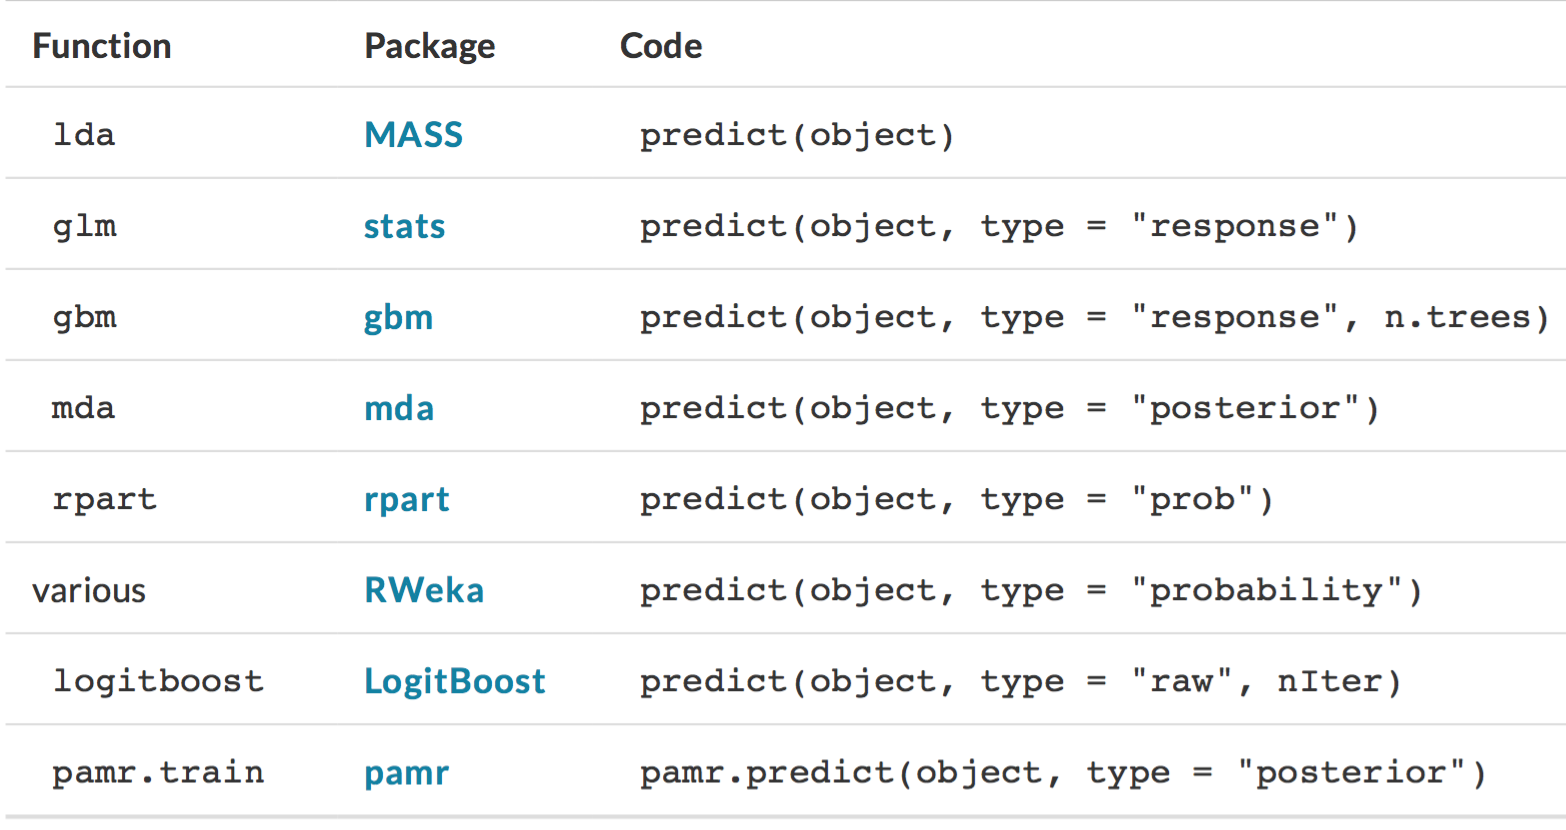 Function Package Code
lda MASS predict(object)
glm stats predict(object, type = "response")
gbm gbm predict(object, type = "response", n.trees)
mda mda predict(object, type = "posterior")
rpart rpart predict(object, type = "prob")
various RWeka predict(object, type = "probability")
logitboost LogitBoost predict(object, type = "raw", nIter)
pamr.train pamr pamr.predict(object, type = "posterior")